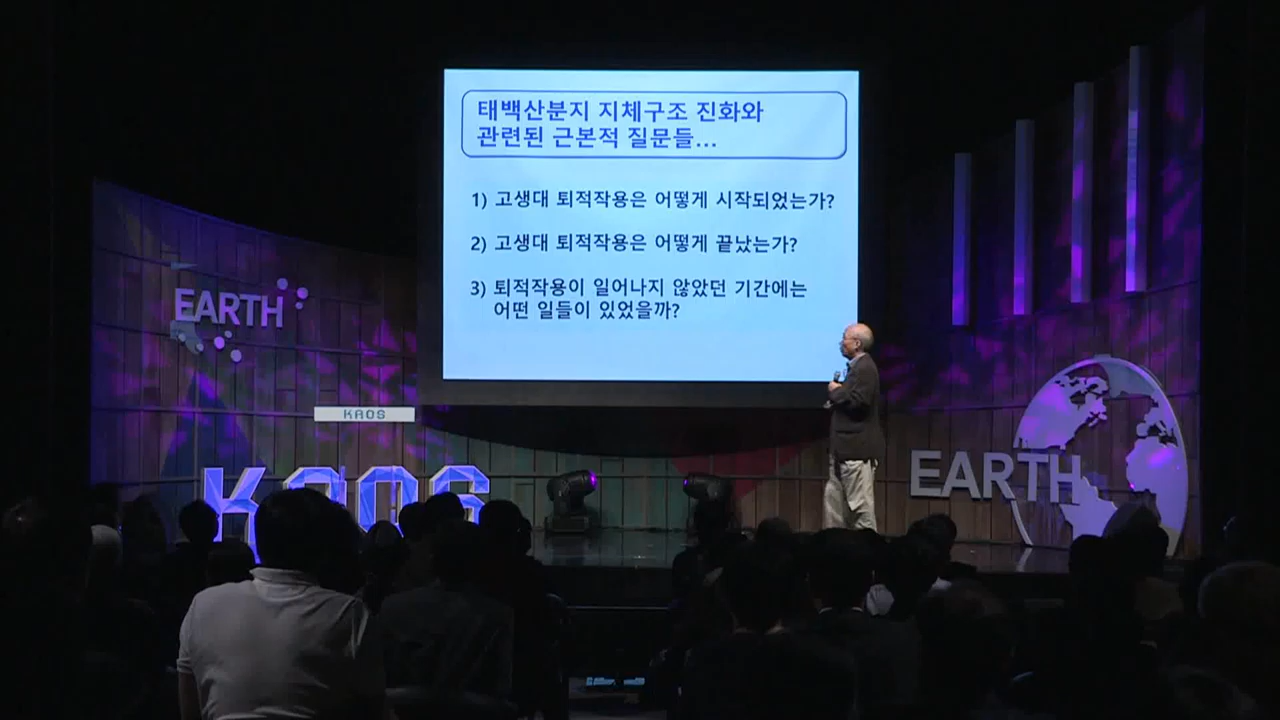 태백산분지 지체구조 진화와
관련된 근본적 질문들...
1) 고생대 퇴적작용은 어떻게 시작되었는가?
2) 고생대 퇴적작용은 어떻게 끝났는가?
3) 퇴적작용이 일어나지 않았던 기간에는
어떤 일들이 있었을까?
EARTH
KAOS
KAOS
EARTH